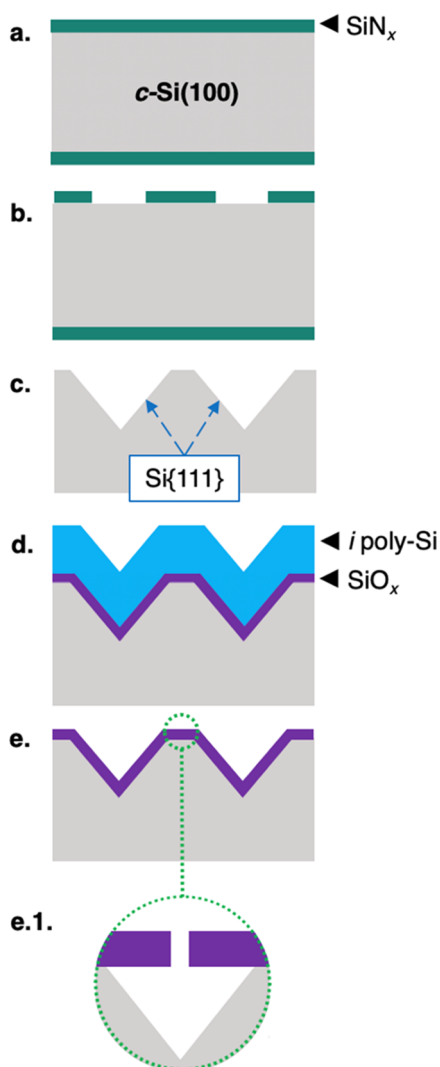 a.
SiNₓ
c-Si(100)
b.
c.
Si{111}
d.
i poly-Si
SiOₓ
e.
e.1.